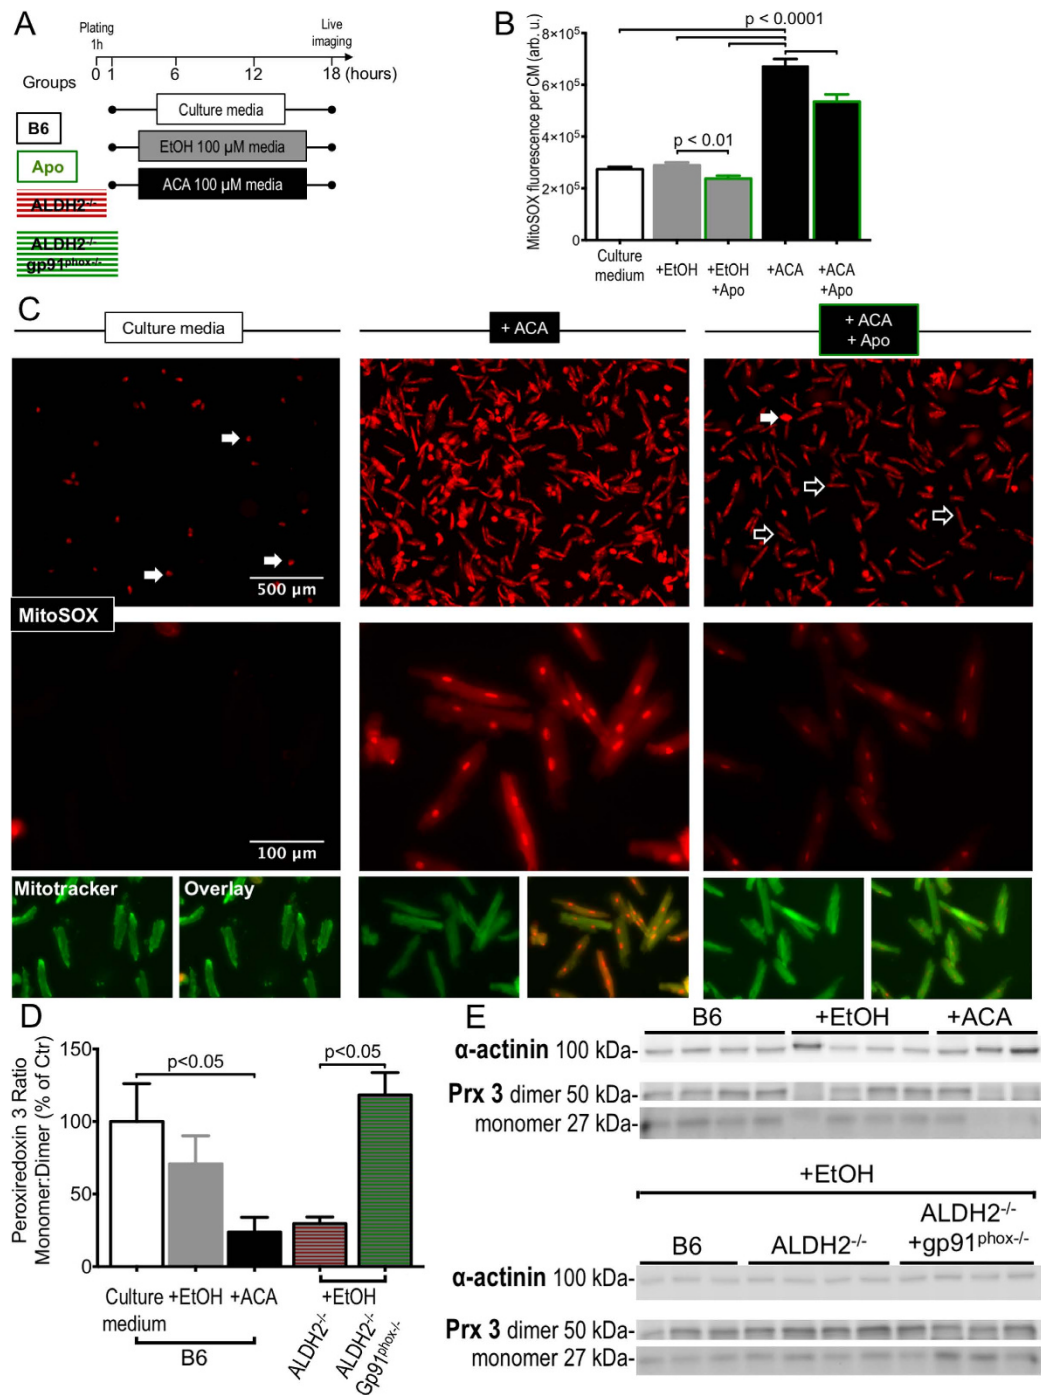 A
Plating
1h
Live
imaging
0 1 6 12 18 (hours)
Groups
B6
Apo
ALDH2-/-
ALDH2-/-
gp91phox-/-
Culture media
EtOH 100 µM media
ACA 100 µM media
B
MitoSOX fluorescence per CM (arb. u.)
8×10⁵
6×10⁵
4×10⁵
2×10⁵
0
p < 0.0001
p < 0.01
Culture
medium
+EtOH
+EtOH
+Apo
+ACA
+ACA
+Apo
C
Culture media
+ ACA
+ ACA
+ Apo
500 µm
MitoSOX
100 µm
Mitotracker
Overlay
D
Peroxiredoxin 3 Ratio
Monomer:Dimer (% of Ctr)
150
100
50
0
p<0.05
p<0.05
Culture
medium
+EtOH
+ACA
B6
+EtOH
ALDH2-/-
ALDH2-/-
Gp91phox-/-
E
B6
+EtOH
+ACA
α-actinin 100 kDa-
Prx 3 dimer 50 kDa-
monomer 27 kDa-
+EtOH
B6
ALDH2-/-
ALDH2-/-
+gp91phox-/-
α-actinin 100 kDa-
Prx 3 dimer 50 kDa-
monomer 27 kDa-